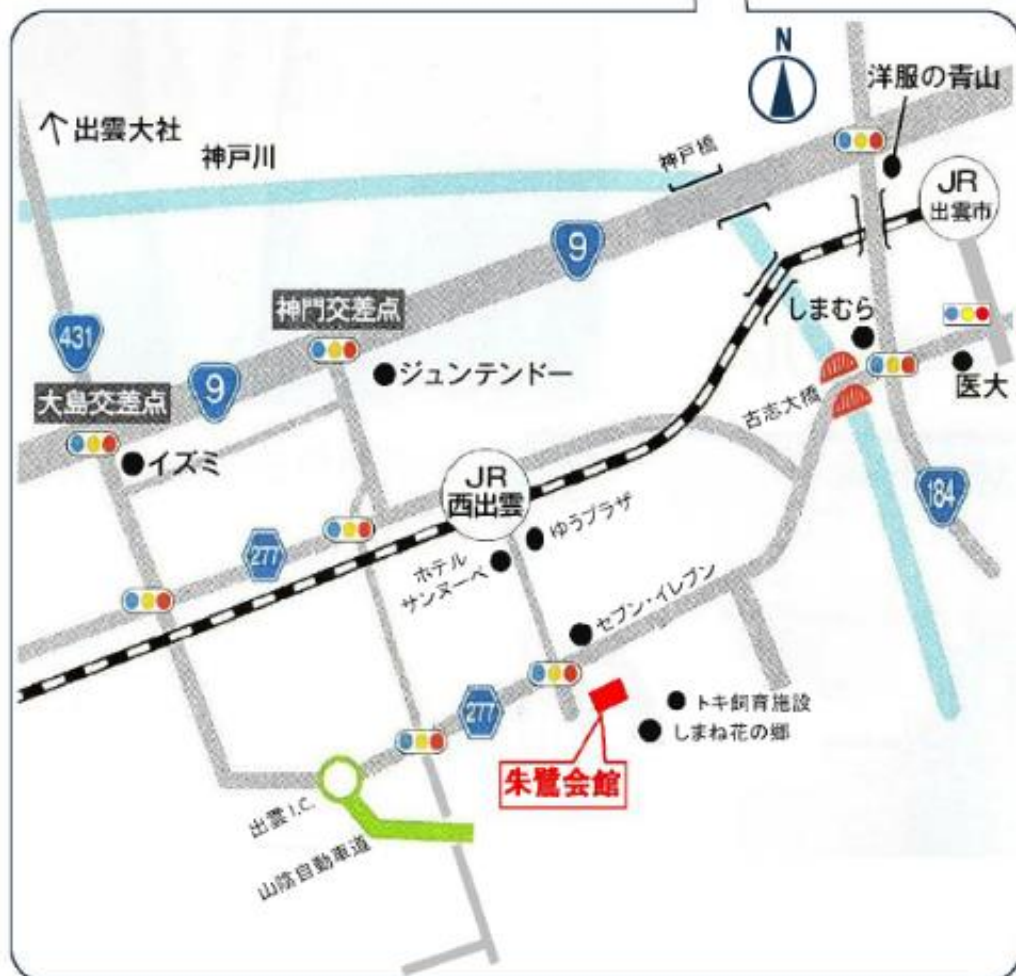 N
洋服の青山
↑出雲大社
神戸川
神戸橋
JR
出雲市
9
神門交差点
431
しまむら
ジュンテンドー
9
大島交差点
医大
古志大橋
イズミ
JR
西出雲
184
277
ゆうプラザ
ホテル
サンヌーベ
セブン・イレブン
トキ飼育施設
277
しまね花の郷
朱鷺会館
出雲I.C.
山陰自動車道